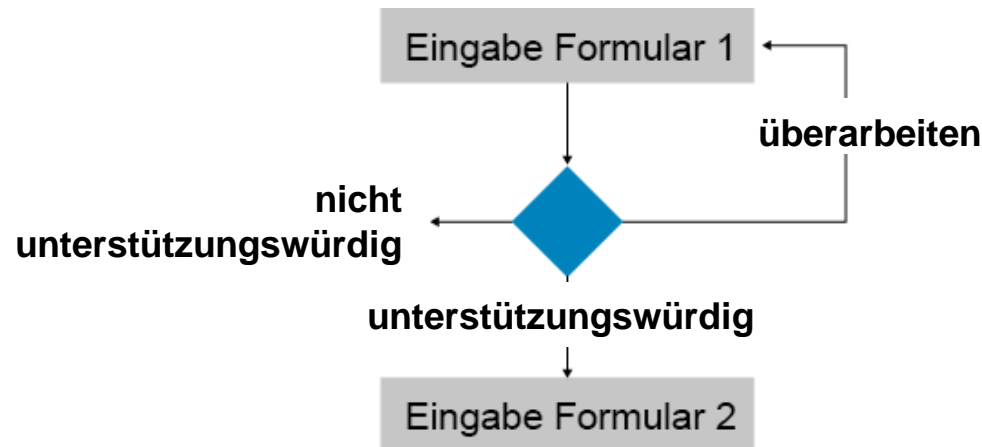 Eingabe Formular 1
überarbeiten
nicht
unterstützungswürdig
unterstützungswürdig
Eingabe Formular 2